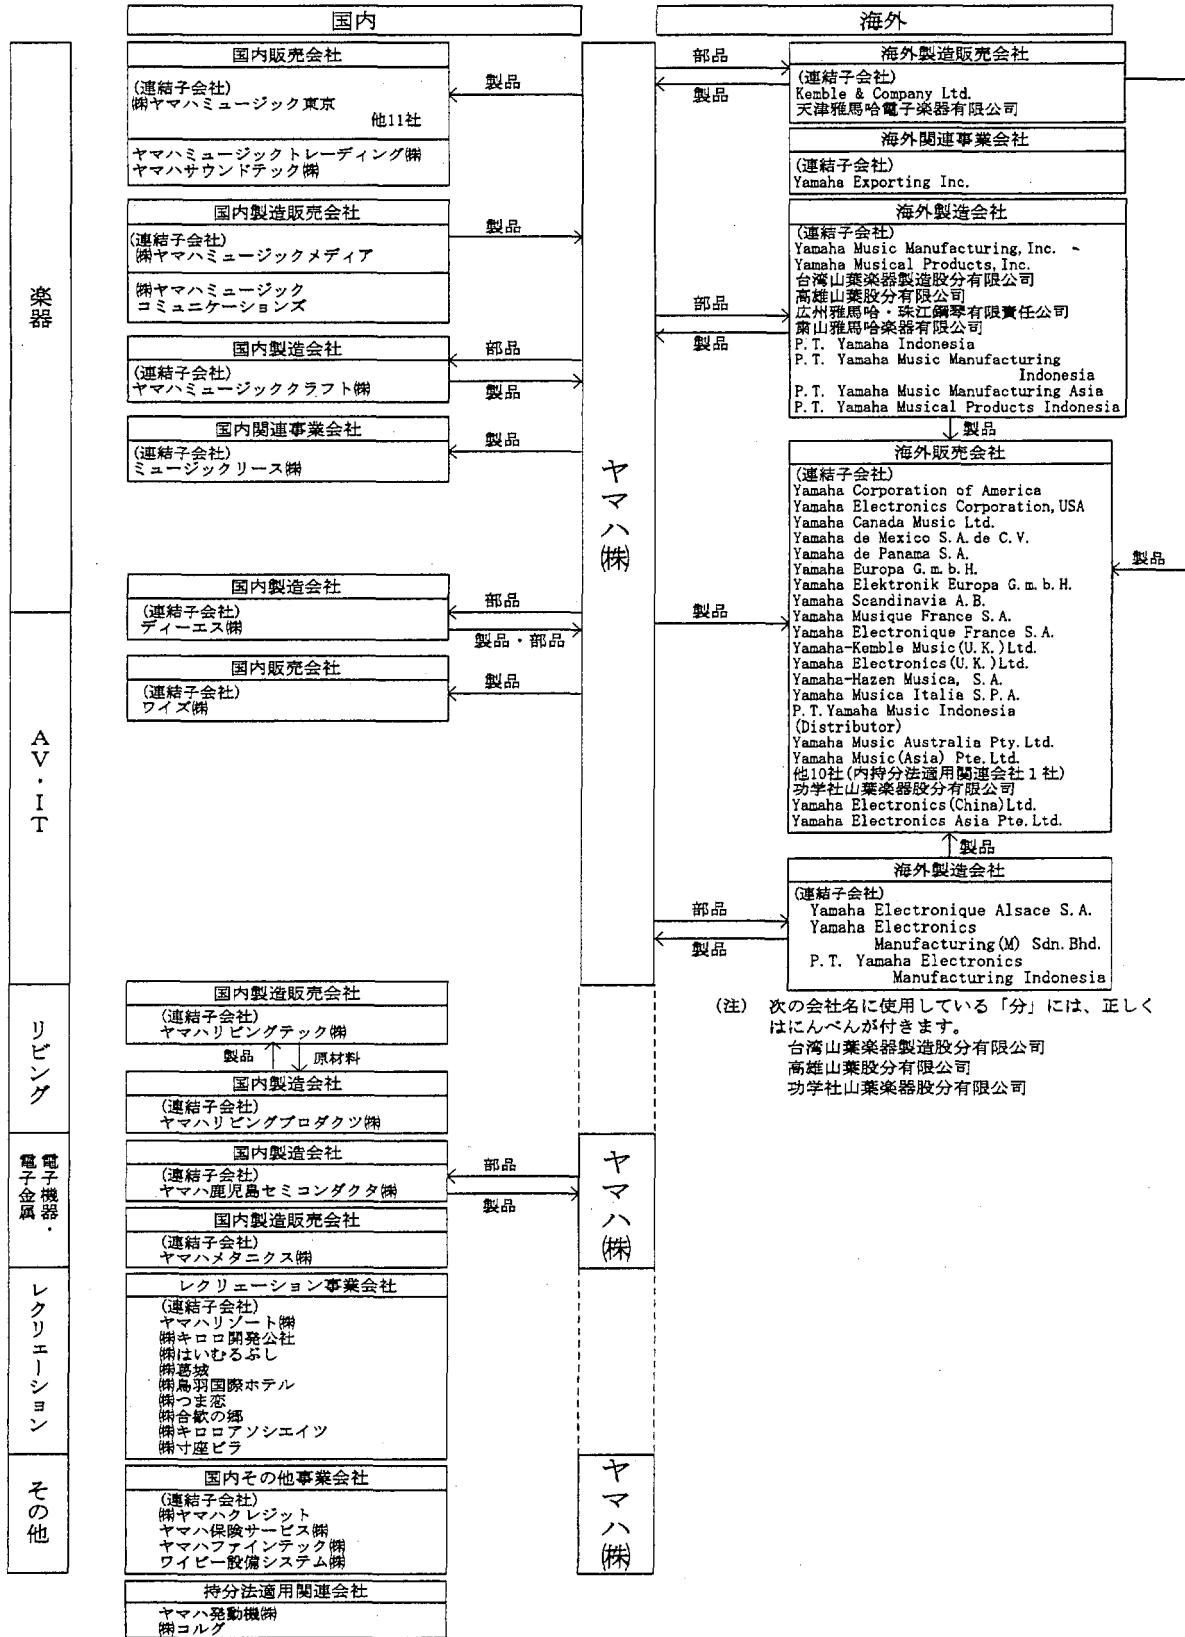 国内
海外
楽器
国内販売会社
(連結子会社)
㈱ヤマハミュージック東京
他11社
ヤマハミュージックトレーディング㈱
ヤマハサウンドテック㈱
製品
国内製造販売会社
(連結子会社)
㈱ヤマハミュージックメディア
㈱ヤマハミュージック
コミュニケーションズ
製品
国内製造会社
(連結子会社)
ヤマハミュージッククラフト㈱
部品
製品
国内関連事業会社
(連結子会社)
ミュージックリース㈱
製品
国内製造会社
(連結子会社)
ディーエス㈱
部品
製品・部品
AV・IT
国内販売会社
(連結子会社)
ワイズ㈱
製品
ヤマハ㈱
部品
製品
海外製造販売会社
(連結子会社)
Kemble & Company Ltd.
天津雅馬哈電子楽器有限公司
海外関連事業会社
(連結子会社)
Yamaha Exporting Inc.
部品
製品
海外製造会社
(連結子会社)
Yamaha Music Manufacturing, Inc.
Yamaha Musical Products, Inc.
台湾山葉楽器製造股分有限公司
高雄山葉股分有限公司
広州雅馬哈・珠江鋼琴有限責任公司
蕭山雅馬哈楽器有限公司
P.T. Yamaha Indonesia
P.T. Yamaha Music Manufacturing
Indonesia
P.T. Yamaha Music Manufacturing Asia
P.T. Yamaha Musical Products Indonesia
製品
海外販売会社
(連結子会社)
Yamaha Corporation of America
Yamaha Electronics Corporation, USA
Yamaha Canada Music Ltd.
Yamaha de Mexico S.A. de C.V.
Yamaha de Panama S.A.
Yamaha Europa G.m.b.H.
Yamaha Elektronik Europa G.m.b.H.
Yamaha Scandinavia A.B.
Yamaha Musique France S.A.
Yamaha Electronique France S.A.
Yamaha-Kemble Music(U.K.)Ltd.
Yamaha Electronics(U.K.)Ltd.
Yamaha-Hazen Musica, S.A.
Yamaha Musica Italia S.P.A.
P.T.Yamaha Music Indonesia
(Distributor)
Yamaha Music Australia Pty.Ltd.
Yamaha Music(Asia) Pte.Ltd.
他10社(内持分法適用関連会社1社)
功学社山葉楽器股分有限公司
Yamaha Electronics(China)Ltd.
Yamaha Electronics Asia Pte.Ltd.
製品
製品
製品
海外製造会社
(連結子会社)
Yamaha Electronique Alsace S.A.
Yamaha Electronics
Manufacturing(M) Sdn.Bhd.
P.T. Yamaha Electronics
Manufacturing Indonesia
部品
製品
(注) 次の会社名に使用している「分」には、正しく
はにんべんが付きます。
台湾山葉楽器製造股分有限公司
高雄山葉股分有限公司
功学社山葉楽器股分有限公司
リビング
国内製造販売会社
(連結子会社)
ヤマハリビングテック㈱
製品
原材料
国内製造会社
(連結子会社)
ヤマハリビングプロダクツ㈱
電子機器・
電子金属
国内製造会社
(連結子会社)
ヤマハ鹿児島セミコンダクタ㈱
部品
製品
ヤマハ㈱
国内製造販売会社
(連結子会社)
ヤマハメタニクス㈱
レクリエーション
レクリェーション事業会社
(連結子会社)
ヤマハリゾート㈱
㈱キロロ開発公社
㈱はいむるぶし
㈱葛城
㈱鳥羽国際ホテル
㈱つま恋
㈱合歓の郷
㈱キロロアソシエイツ
㈱寸座ビラ
その他
国内その他事業会社
(連結子会社)
㈱ヤマハクレジット
ヤマハ保険サービス㈱
ヤマハファインテック㈱
ワイピー設備システム㈱
ヤマハ㈱
持分法適用関連会社
ヤマハ発動機㈱
㈱コルグ